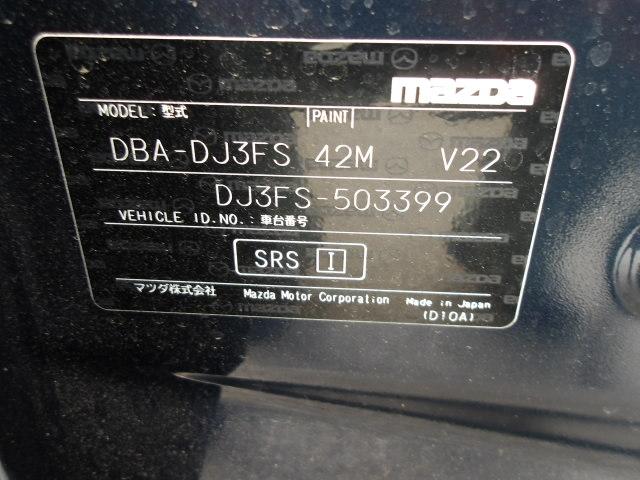 mazda
MODEL: 型式 PAINT
DBA-DJ3FS 42M V22
DJ3FS-503399
VEHICLE ID.NO.: 車台番号
SRS I
マツダ株式会社 Mazda Motor Corporation Made in Japan
(D10A)